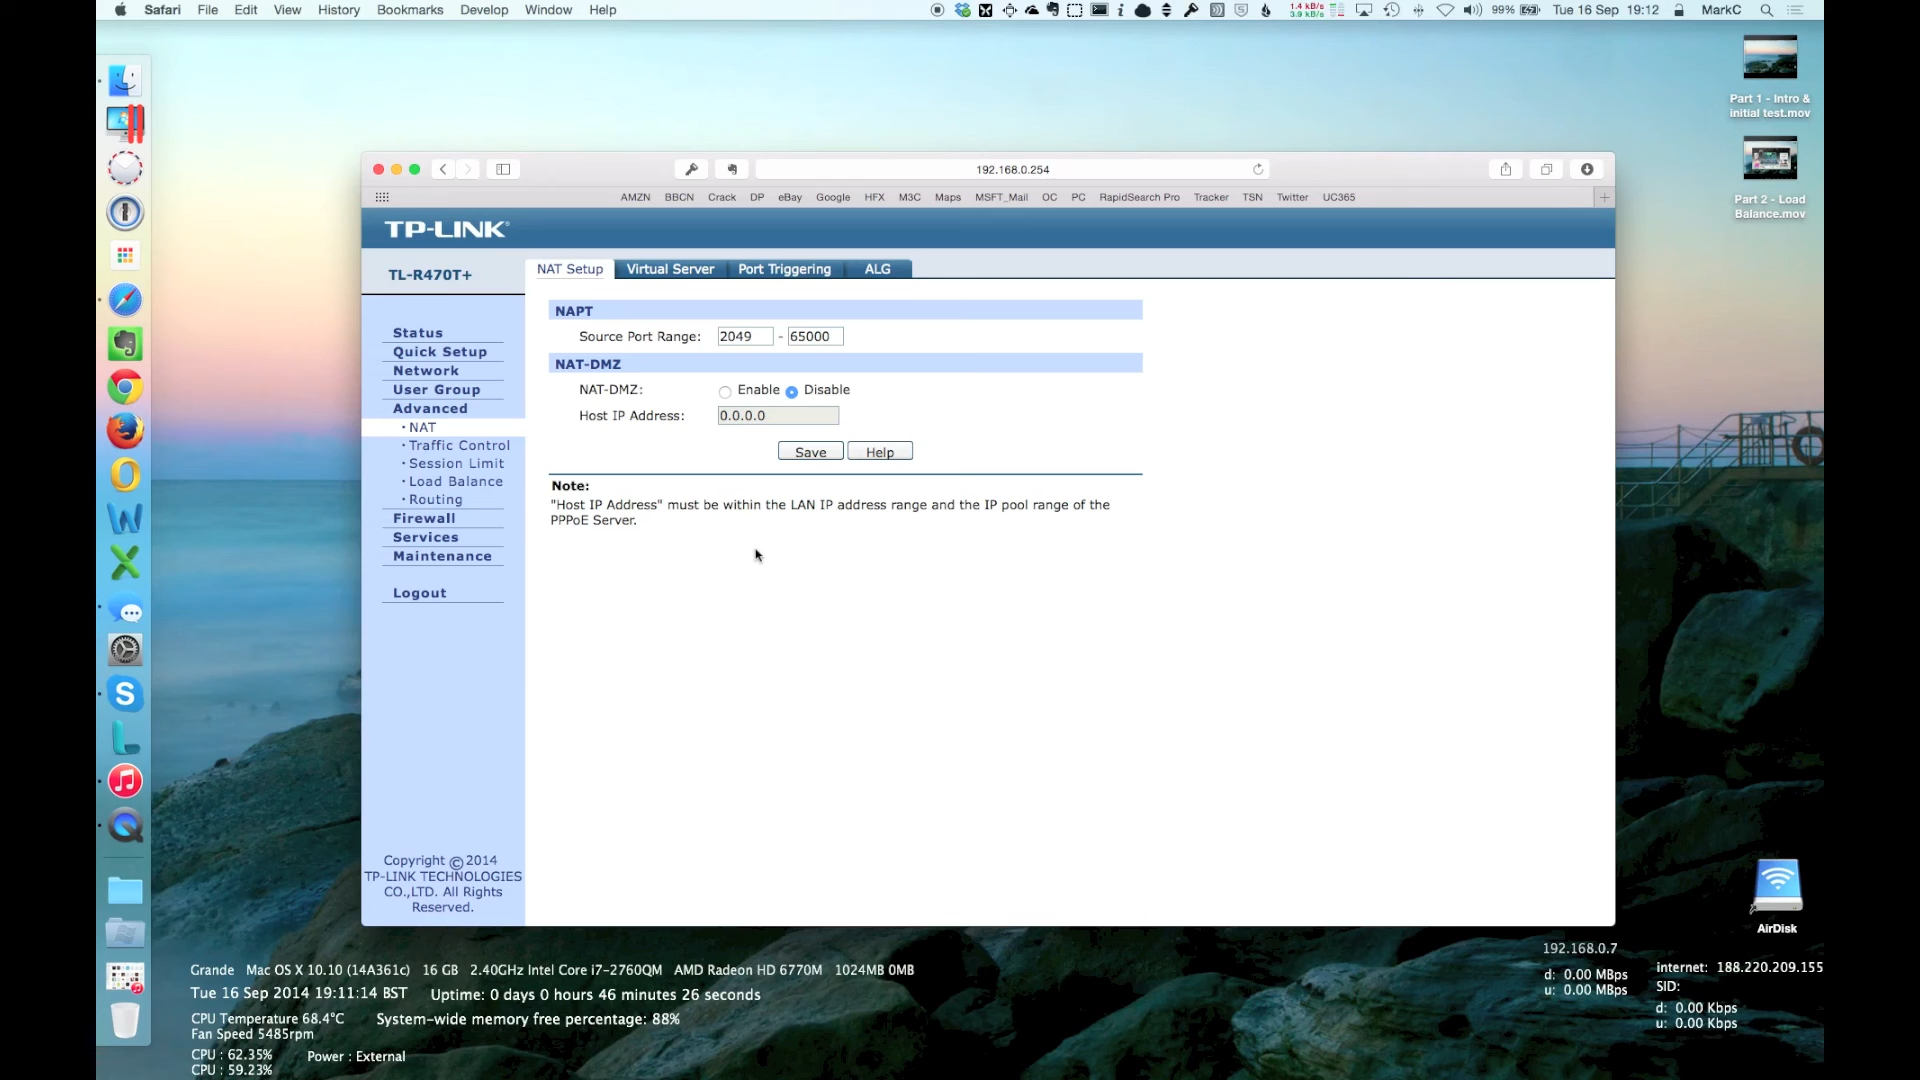 Safari File Edit View History Bookmarks Develop Window Help
1.4 kB/s
3.9 kB/s
99% Tue 16 Sep 19:12 MarkC
Part 1 - Intro &
initial test.mov
Part 2 - Load
Balance.mov
192.168.0.254
AMZN BBCN Crack DP eBay Google HFX M3C Maps MSFT_Mail OC PC RapidSearch Pro Tracker TSN Twitter UC365
TP-LINK®
TL-R470T+
NAT Setup Virtual Server Port Triggering ALG
Status
Quick Setup
Network
User Group
Advanced
· NAT
· Traffic Control
· Session Limit
· Load Balance
· Routing
Firewall
Services
Maintenance
Logout
Copyright © 2014
TP-LINK TECHNOLOGIES
CO.,LTD. All Rights
Reserved.
NAPT
Source Port Range: 2049 - 65000
NAT-DMZ
NAT-DMZ: Enable Disable
Host IP Address: 0.0.0.0
Save Help
Note:
"Host IP Address" must be within the LAN IP address range and the IP pool range of the
PPPoE Server.
AirDisk
192.168.0.7
d: 0.00 MBps
u: 0.00 MBps
internet: 188.220.209.155
SID:
d: 0.00 Kbps
u: 0.00 Kbps
Grande Mac OS X 10.10 (14A361c) 16 GB 2.40GHz Intel Core i7-2760QM AMD Radeon HD 6770M 1024MB 0MB
Tue 16 Sep 2014 19:11:14 BST Uptime: 0 days 0 hours 46 minutes 26 seconds
CPU Temperature 68.4°C System-wide memory free percentage: 88%
Fan Speed 5485rpm
CPU : 62.35% Power : External
CPU : 59.23%